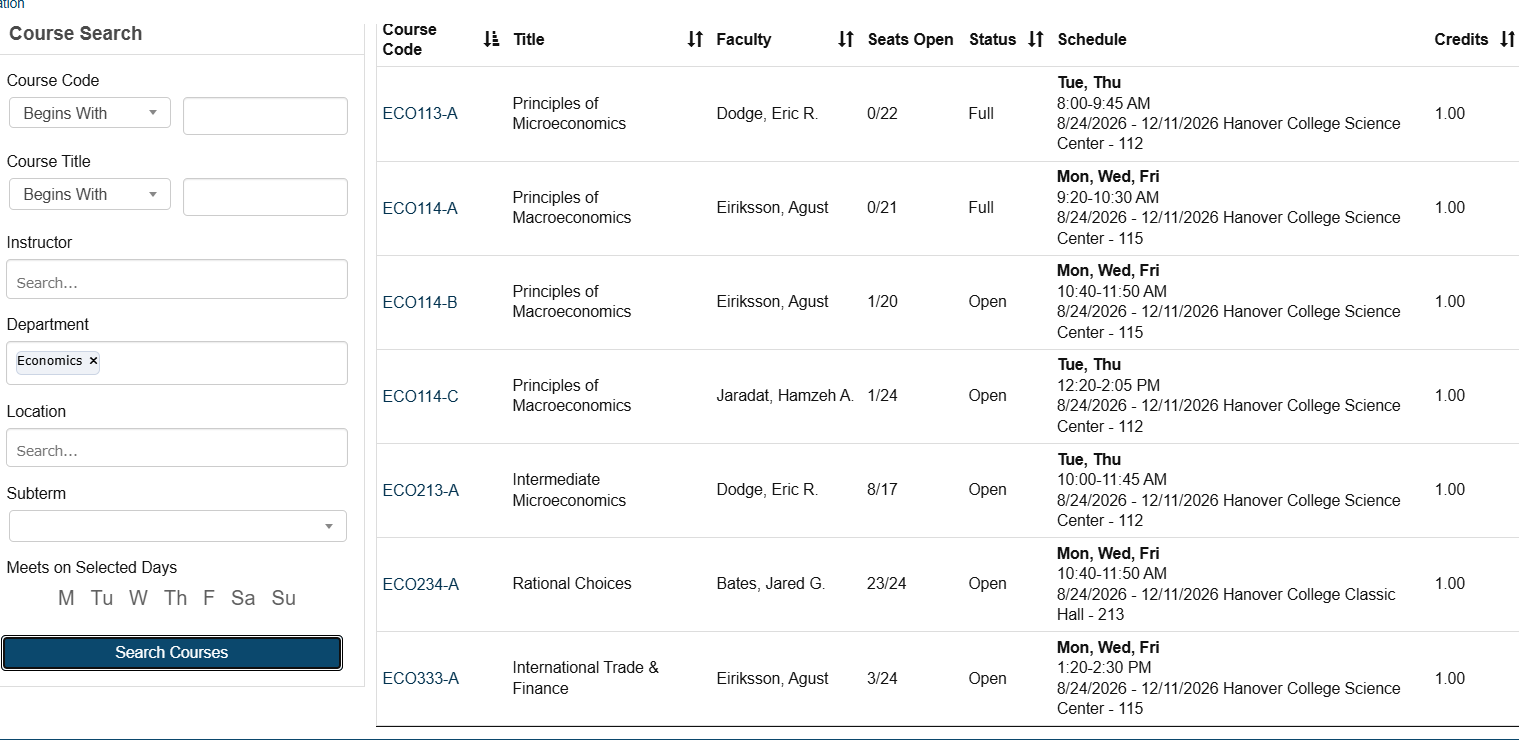 ation
Course Search
Course Code
Begins With
Course Title
Begins With
Instructor
Search...
Department
Economics ×
Location
Search...
Subterm
Meets on Selected Days
M Tu W Th F Sa Su
Search Courses
Course
Code
Title
Faculty
Seats Open
Status
Schedule
Credits
ECO113-A
Principles of
Microeconomics
Dodge, Eric R.
0/22
Full
Tue, Thu
8:00-9:45 AM
8/24/2026 - 12/11/2026 Hanover College Science
Center - 112
1.00
ECO114-A
Principles of
Macroeconomics
Eiriksson, Agust
0/21
Full
Mon, Wed, Fri
9:20-10:30 AM
8/24/2026 - 12/11/2026 Hanover College Science
Center - 115
1.00
ECO114-B
Principles of
Macroeconomics
Eiriksson, Agust
1/20
Open
Mon, Wed, Fri
10:40-11:50 AM
8/24/2026 - 12/11/2026 Hanover College Science
Center - 115
1.00
ECO114-C
Principles of
Macroeconomics
Jaradat, Hamzeh A.
1/24
Open
Tue, Thu
12:20-2:05 PM
8/24/2026 - 12/11/2026 Hanover College Science
Center - 112
1.00
ECO213-A
Intermediate
Microeconomics
Dodge, Eric R.
8/17
Open
Tue, Thu
10:00-11:45 AM
8/24/2026 - 12/11/2026 Hanover College Science
Center - 112
1.00
ECO234-A
Rational Choices
Bates, Jared G.
23/24
Open
Mon, Wed, Fri
10:40-11:50 AM
8/24/2026 - 12/11/2026 Hanover College Classic
Hall - 213
1.00
ECO333-A
International Trade &
Finance
Eiriksson, Agust
3/24
Open
Mon, Wed, Fri
1:20-2:30 PM
8/24/2026 - 12/11/2026 Hanover College Science
Center - 115
1.00